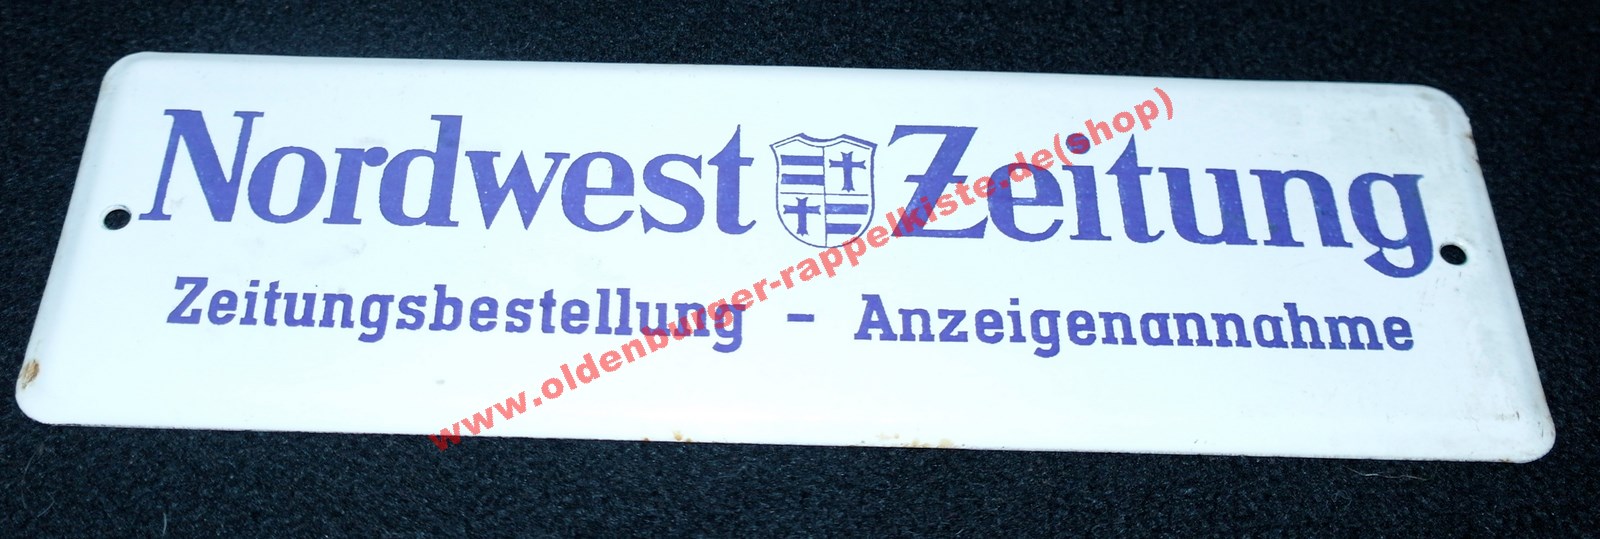 Nordwest Zeitung
Zeitungsbestellung - Anzeigenannahme
www.oldenburger-rappelkiste.de(shop)